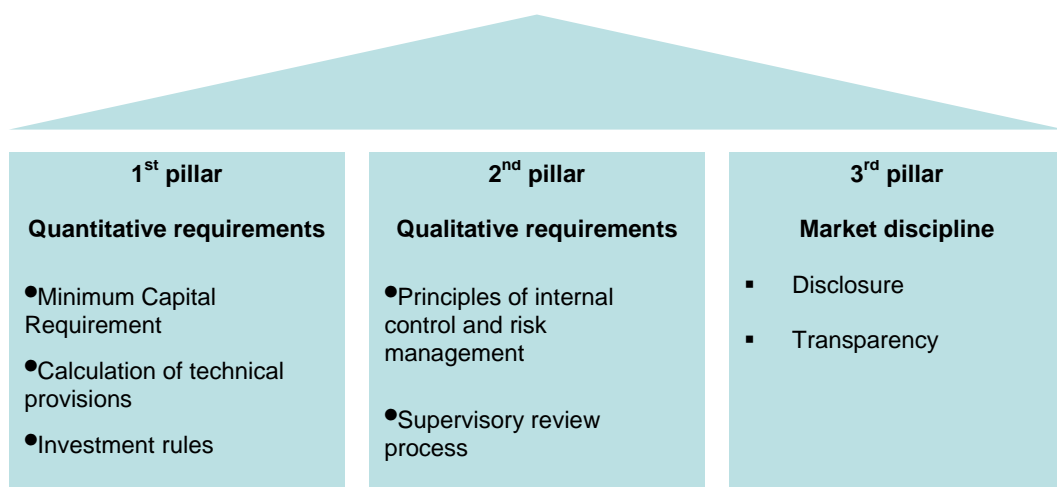 1st pillar
Quantitative requirements
●Minimum Capital
Requirement
●Calculation of technical
provisions
●Investment rules
2nd pillar
Qualitative requirements
●Principles of internal
control and risk
management
●Supervisory review
process
3rd pillar
Market discipline
▪ Disclosure
▪ Transparency